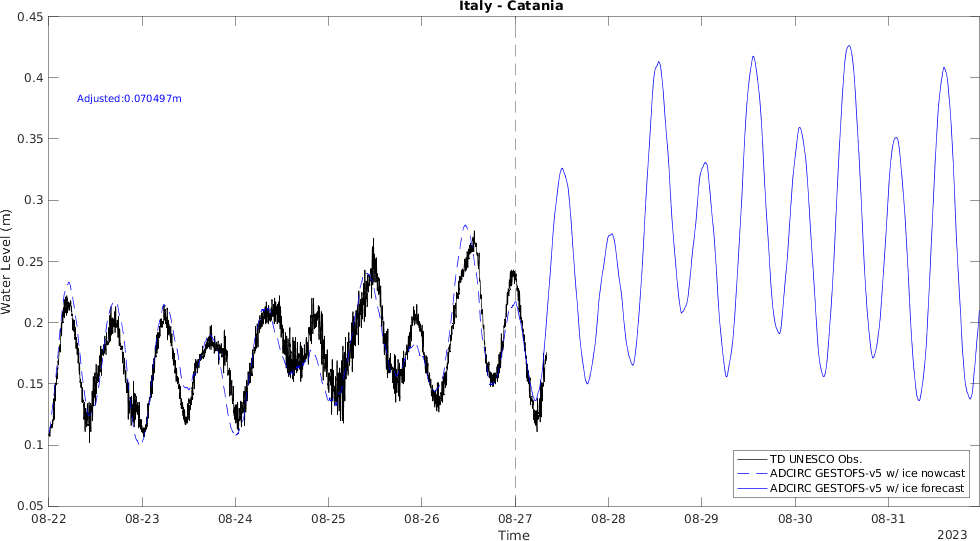 Italy - Catania
0.45
0.4
0.35
0.3
0.25
0.2
0.15
0.1
0.05
Water Level (m)
Adjusted:0.070497m
TD UNESCO Obs.
ADCIRC GESTOFS-v5 w/ ice nowcast
ADCIRC GESTOFS-v5 w/ ice forecast
08-22 08-23 08-24 08-25 08-26 08-27 08-28 08-29 08-30 08-31
Time
2023